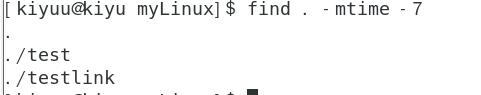 [kiyuu@kiyu myLinux]$ find . -mtime -7
.
./test
./testlink